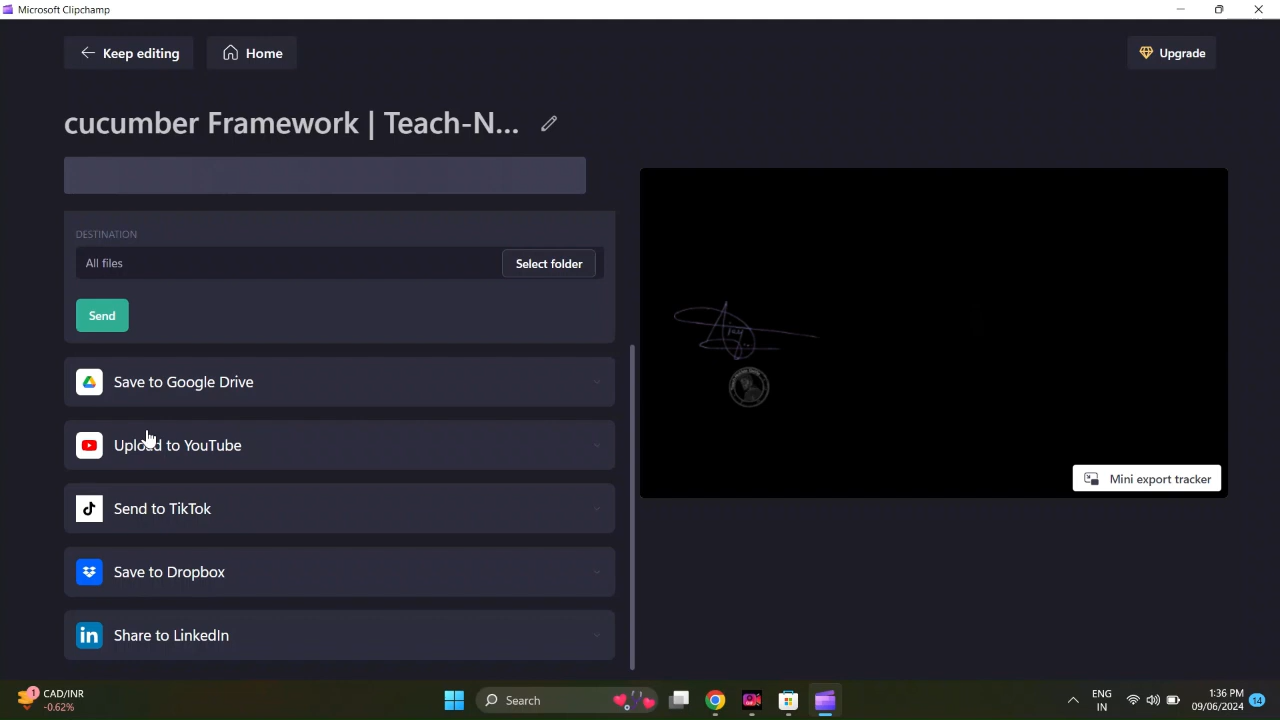 Microsoft Clipchamp
Keep editing
Home
Upgrade
cucumber Framework | Teach-N...
DESTINATION
All files
Select folder
Send
Save to Google Drive
Upload to YouTube
Send to TikTok
Save to Dropbox
Share to LinkedIn
Mini export tracker
1
CAD/INR
-0.62%
Search
ENG
IN
1:36 PM
09/06/2024
14